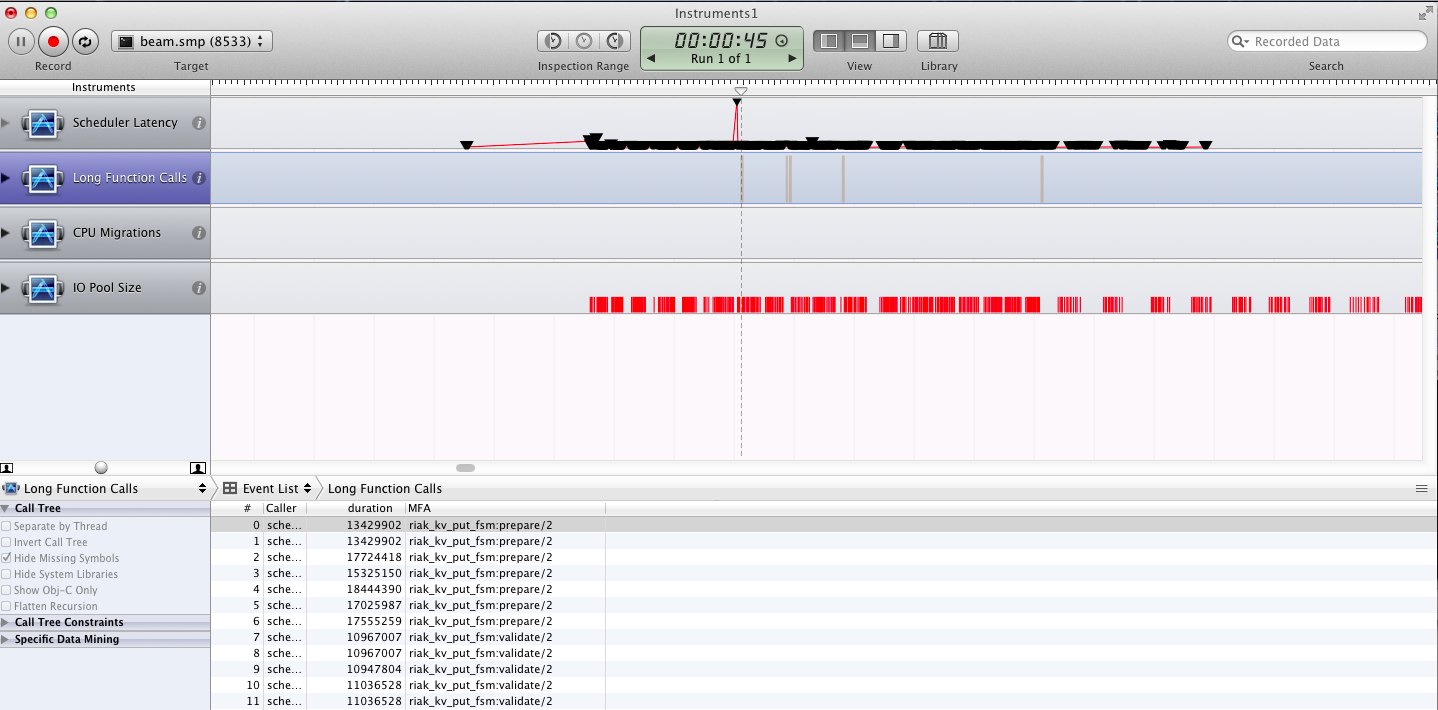 Instruments1
beam.smp (8533)
00:00:45
Run 1 of 1
Recorded Data
Record
Target
Inspection Range
View
Library
Search
Instruments
Scheduler Latency
Long Function Calls
CPU Migrations
IO Pool Size
Long Function Calls
Event List
Long Function Calls
Call Tree
Separate by Thread
Invert Call Tree
Hide Missing Symbols
Hide System Libraries
Show Obj-C Only
Flatten Recursion
Call Tree Constraints
Specific Data Mining
# Caller duration MFA
0 sche... 13429902 riak_kv_put_fsm:prepare/2
1 sche... 13429902 riak_kv_put_fsm:prepare/2
2 sche... 17724418 riak_kv_put_fsm:prepare/2
3 sche... 15325150 riak_kv_put_fsm:prepare/2
4 sche... 18444390 riak_kv_put_fsm:prepare/2
5 sche... 17025987 riak_kv_put_fsm:prepare/2
6 sche... 17555259 riak_kv_put_fsm:prepare/2
7 sche... 10967007 riak_kv_put_fsm:validate/2
8 sche... 10967007 riak_kv_put_fsm:validate/2
9 sche... 10947804 riak_kv_put_fsm:validate/2
10 sche... 11036528 riak_kv_put_fsm:validate/2
11 sche... 11036528 riak_kv_put_fsm:validate/2